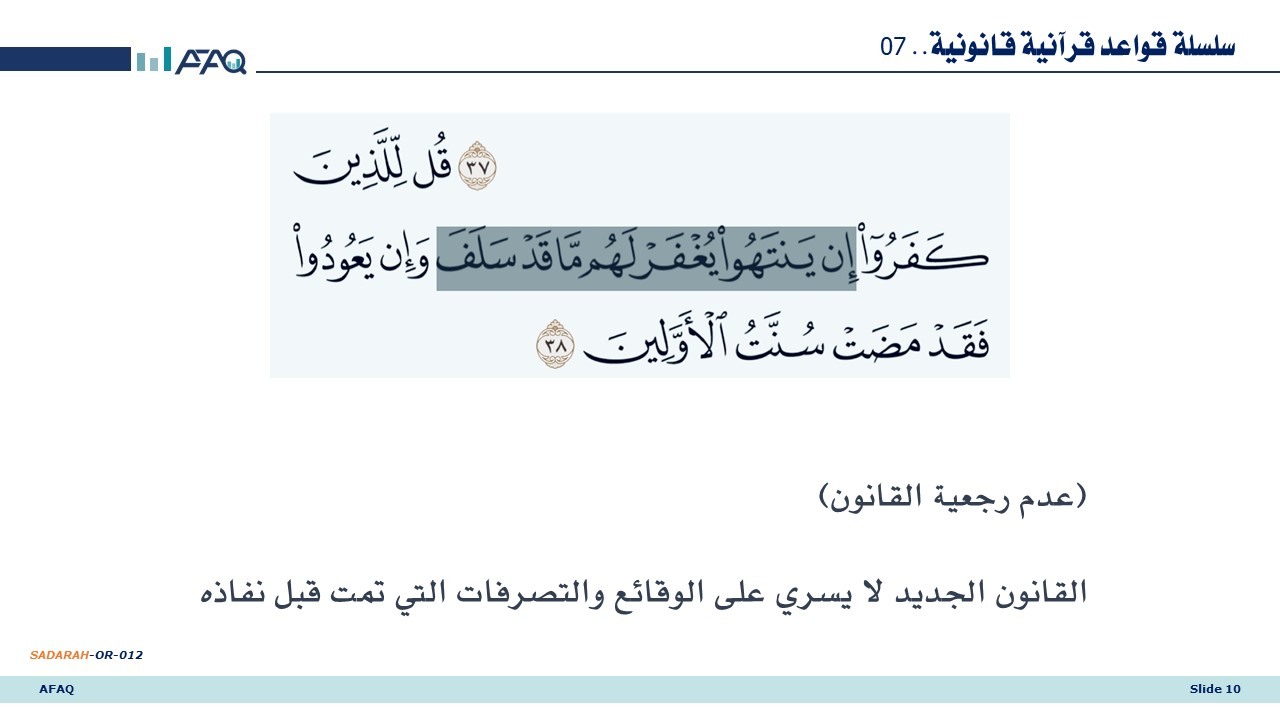 سلسلة قواعد قرآنية قانونية.. 07
AFAQ
٣٧ قُل لِّلَّذِينَ
كَفَرُوٓا۟ إِن يَنتَهُوا۟ يُغْفَرْ لَهُم مَّا قَدْ سَلَفَ وَإِن يَعُودُوا۟
فَقَدْ مَضَتْ سُنَّتُ ٱلْأَوَّلِينَ ٣٨
(عدم رجعية القانون)
القانون الجديد لا يسري على الوقائع والتصرفات التي تمت قبل نفاذه
SADARAH-OR-012
AFAQ
Slide 10